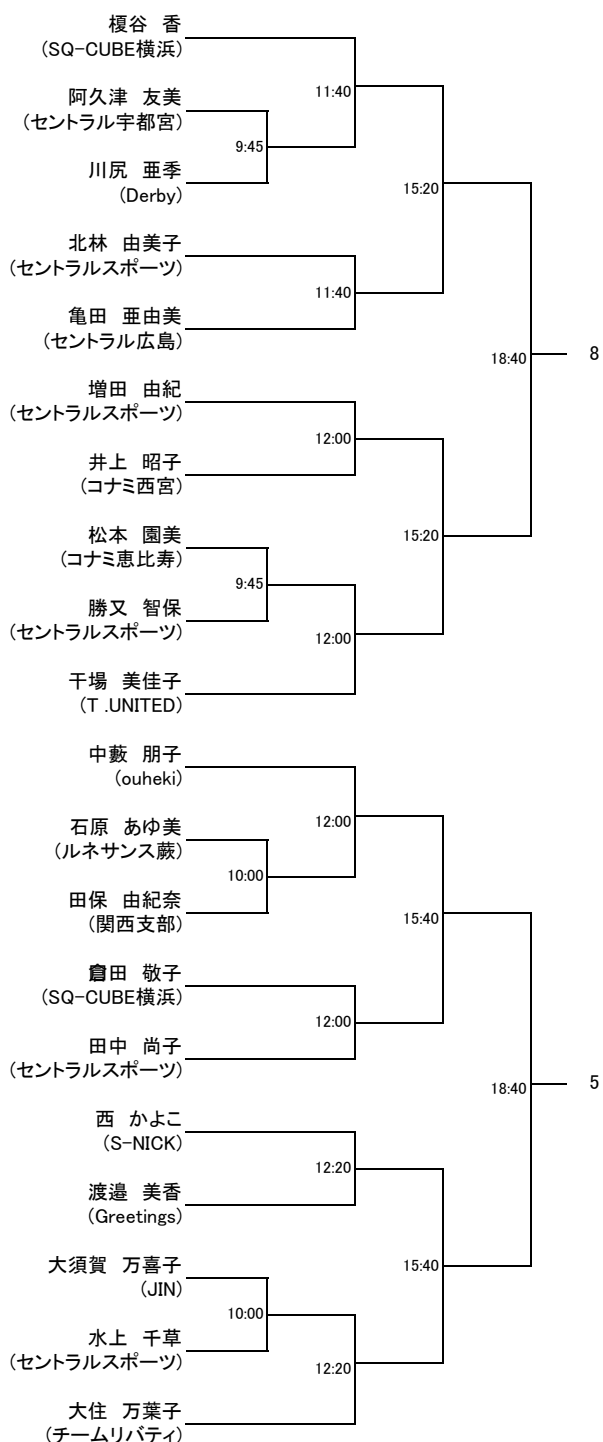 榎谷 香
(SQ-CUBE横浜)
11:40
阿久津 友美
(セントラル宇都宮)
9:45
川尻 亜季
(Derby)
15:20
北林 由美子
(セントラルスポーツ)
11:40
亀田 亜由美
(セントラル広島)
18:40
8
増田 由紀
(セントラルスポーツ)
12:00
井上 昭子
(コナミ西宮)
15:20
松本 園美
(コナミ恵比寿)
9:45
勝又 智保
(セントラルスポーツ)
12:00
干場 美佳子
(T .UNITED)
中藪 朋子
(ouheki)
12:00
石原 あゆ美
(ルネサンス蕨)
10:00
田保 由紀奈
(関西支部)
15:40
倉田 敬子
(SQ-CUBE横浜)
12:00
田中 尚子
(セントラルスポーツ)
18:40
5
西 かよこ
(S-NICK)
12:20
渡邉 美香
(Greetings)
15:40
大須賀 万喜子
(JIN)
10:00
水上 千草
(セントラルスポーツ)
12:20
大住 万葉子
(チームリバティ)